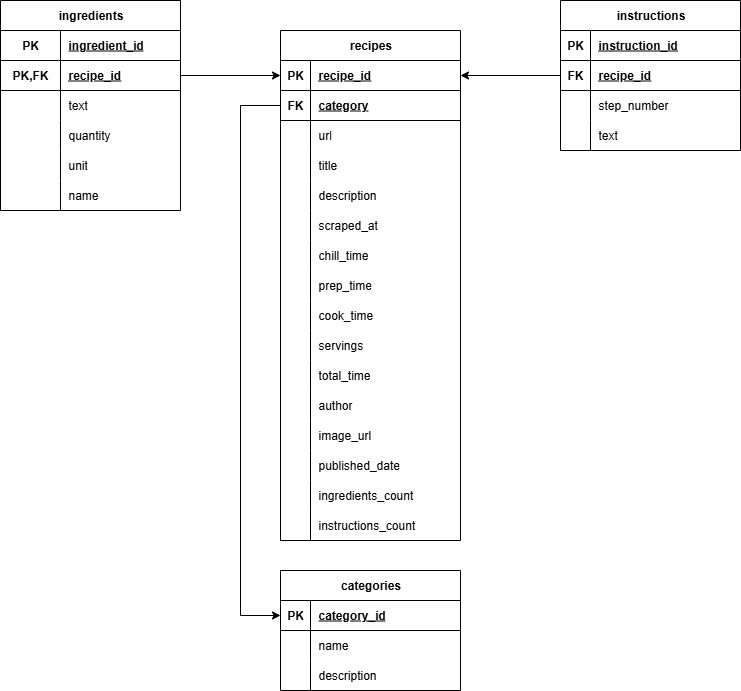 ingredients
PK ingredient_id
PK,FK recipe_id
text
quantity
unit
name
recipes
PK recipe_id
FK category
url
title
description
scraped_at
chill_time
prep_time
cook_time
servings
total_time
author
image_url
published_date
ingredients_count
instructions_count
instructions
PK instruction_id
FK recipe_id
step_number
text
categories
PK category_id
name
description